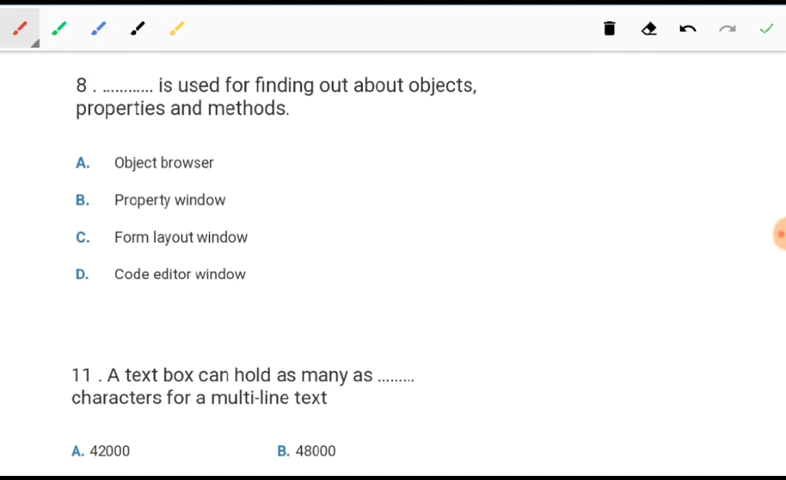 8 . ............ is used for finding out about objects,
properties and methods.
A. Object browser
B. Property window
C. Form layout window
D. Code editor window
11 . A text box can hold as many as .........
characters for a multi-line text
A. 42000 B. 48000